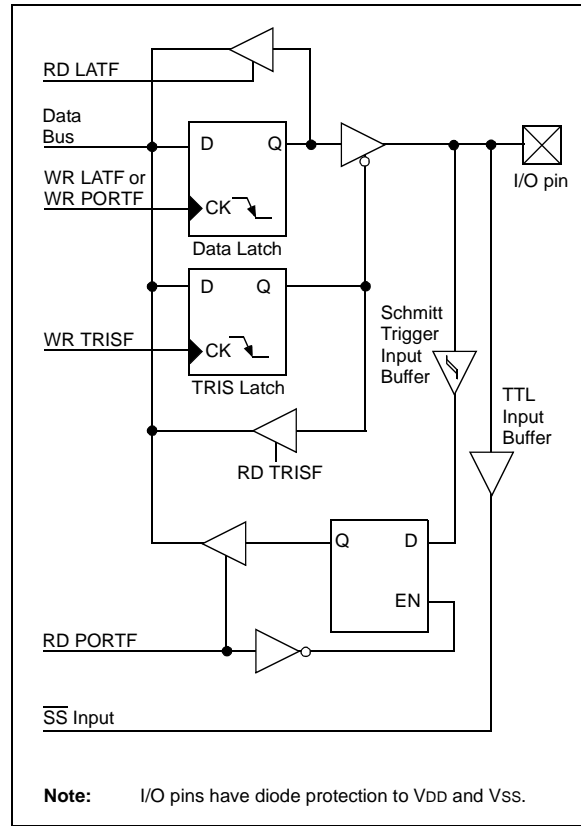 RD LATF
Data
Bus
D
Q
I/O pin
WR LATF or
WR PORTF
CK
Data Latch
D
Q
Schmitt
Trigger
Input
Buffer
WR TRISF
CK
TRIS Latch
TTL
Input
Buffer
RD TRISF
Q
D
EN
RD PORTF
SS Input
Note: I/O pins have diode protection to VDD and VSS.